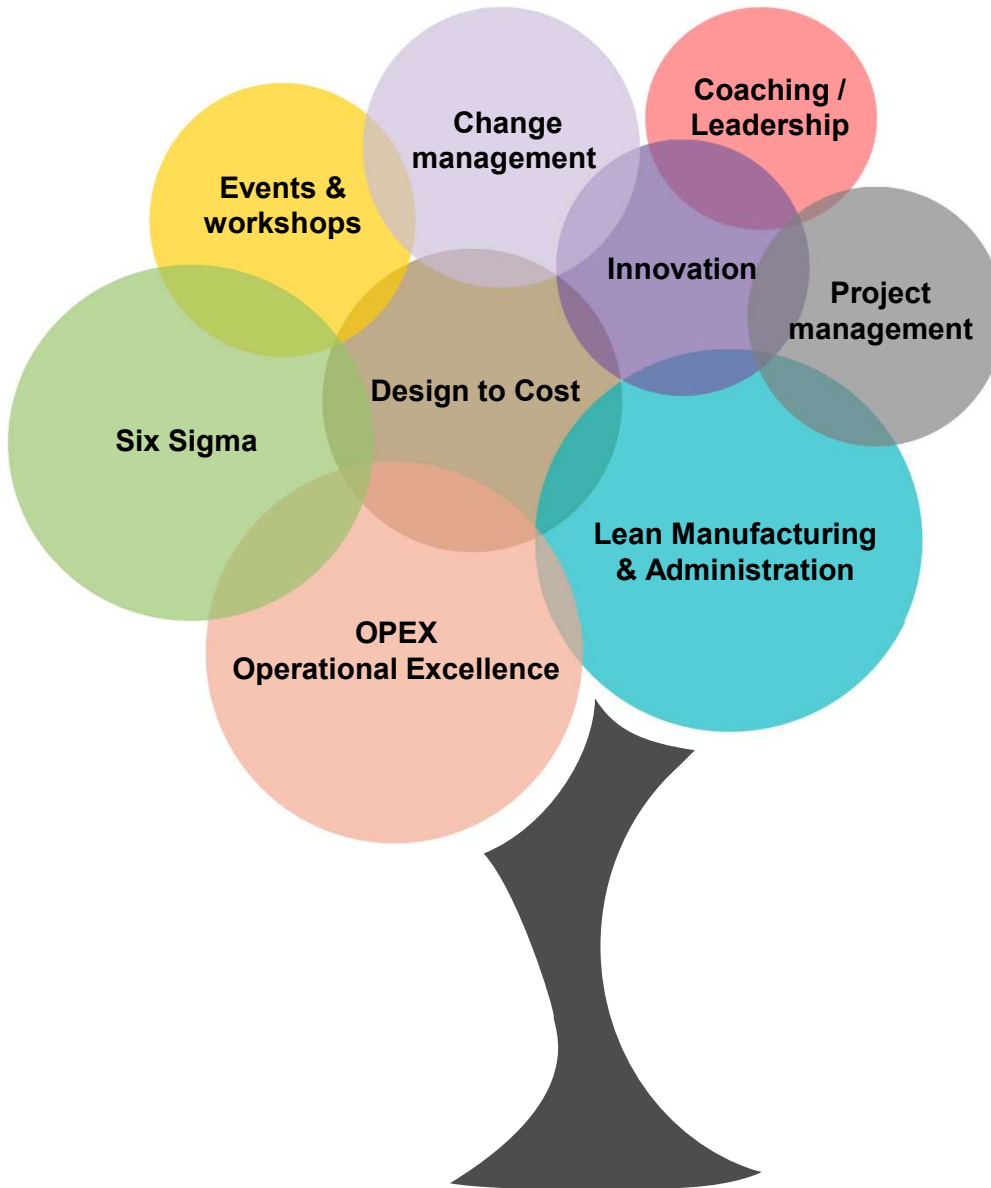 Coaching /
Leadership
Change
management
Events &
workshops
Innovation
Project
management
Design to Cost
Six Sigma
Lean Manufacturing
& Administration
OPEX
Operational Excellence